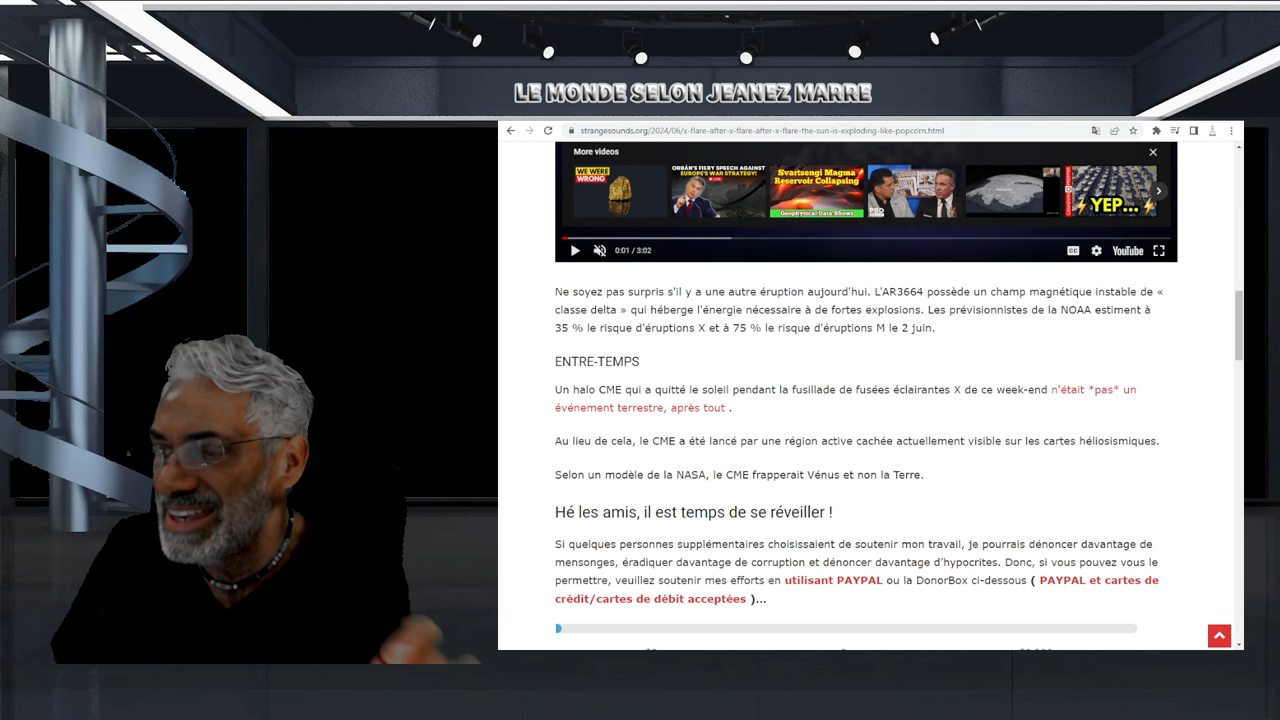 LE MONDE SELON JEANEZ MARRE
strangesounds.org/2024/06/x-flare-after-x-flare-after-x-flare-the-sun-is-exploding-like-popcorn.html
More videos
WE WERE WRONG
ORBÁN'S FIERY SPEECH AGAINST EUROPE'S WAR STRATEGY!
Svartsengi Magma Reservoir Collapsing
Geophysical Data Shows
PBD
YEP...
0:01 / 3:02
CC
YouTube
Ne soyez pas surpris s'il y a une autre éruption aujourd'hui. L'AR3664 possède un champ magnétique instable de «
classe delta » qui héberge l'énergie nécessaire à de fortes explosions. Les prévisionnistes de la NOAA estiment à
35 % le risque d'éruptions X et à 75 % le risque d'éruptions M le 2 juin.
ENTRE-TEMPS
Un halo CME qui a quitté le soleil pendant la fusillade de fusées éclairantes X de ce week-end n'était *pas* un
événement terrestre, après tout .
Au lieu de cela, le CME a été lancé par une région active cachée actuellement visible sur les cartes héliosismiques.
Selon un modèle de la NASA, le CME frapperait Vénus et non la Terre.
Hé les amis, il est temps de se réveiller !
Si quelques personnes supplémentaires choisissaient de soutenir mon travail, je pourrais dénoncer davantage de
mensonges, éradiquer davantage de corruption et dénoncer davantage d'hypocrites. Donc, si vous pouvez vous le
permettre, veuillez soutenir mes efforts en utilisant PAYPAL ou la DonorBox ci-dessous ( PAYPAL et cartes de
crédit/cartes de débit acceptées )...